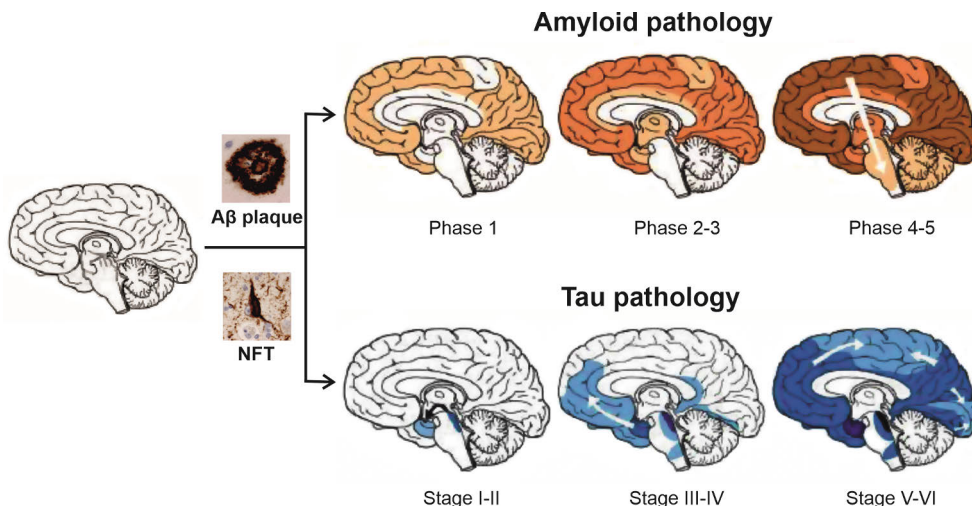 Amyloid pathology
Aβ plaque
Phase 1
Phase 2-3
Phase 4-5
Tau pathology
NFT
Stage I-II
Stage III-IV
Stage V-VI